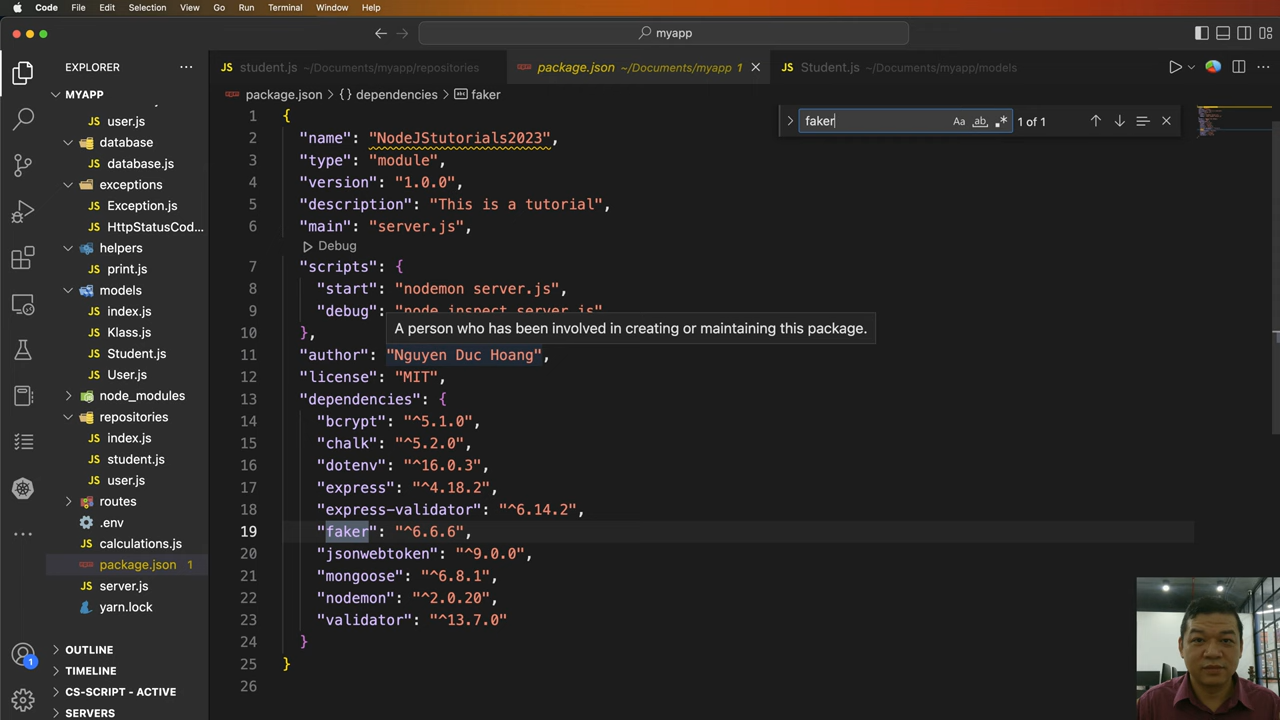 Code File Edit Selection View Go Run Terminal Window Help
myapp
EXPLORER
student.js ~/Documents/myapp/repositories
package.json ~/Documents/myapp 1
Student.js ~/Documents/myapp/models
MYAPP
user.js
database
database.js
exceptions
Exception.js
HttpStatusCod...
helpers
print.js
models
index.js
Klass.js
Student.js
User.js
node_modules
repositories
index.js
student.js
user.js
routes
.env
calculations.js
package.json 1
server.js
yarn.lock
OUTLINE
TIMELINE
CS-SCRIPT - ACTIVE
SERVERS
1
package.json > {} dependencies > abc faker
faker Aa ab 1 of 1
1 {
2 "name": "NodeJStutorials2023",
3 "type": "module",
4 "version": "1.0.0",
5 "description": "This is a tutorial",
6 "main": "server.js",
Debug
7 "scripts": {
8 "start": "nodemon server.js",
9 "debug": "node inspect server.js"
A person who has been involved in creating or maintaining this package.
10 },
11 "author": "Nguyen Duc Hoang",
12 "license": "MIT",
13 "dependencies": {
14 "bcrypt": "^5.1.0",
15 "chalk": "^5.2.0",
16 "dotenv": "^16.0.3",
17 "express": "^4.18.2",
18 "express-validator": "^6.14.2",
19 "faker": "^6.6.6",
20 "jsonwebtoken": "^9.0.0",
21 "mongoose": "^6.8.1",
22 "nodemon": "^2.0.20",
23 "validator": "^13.7.0"
24 }
25 }
26